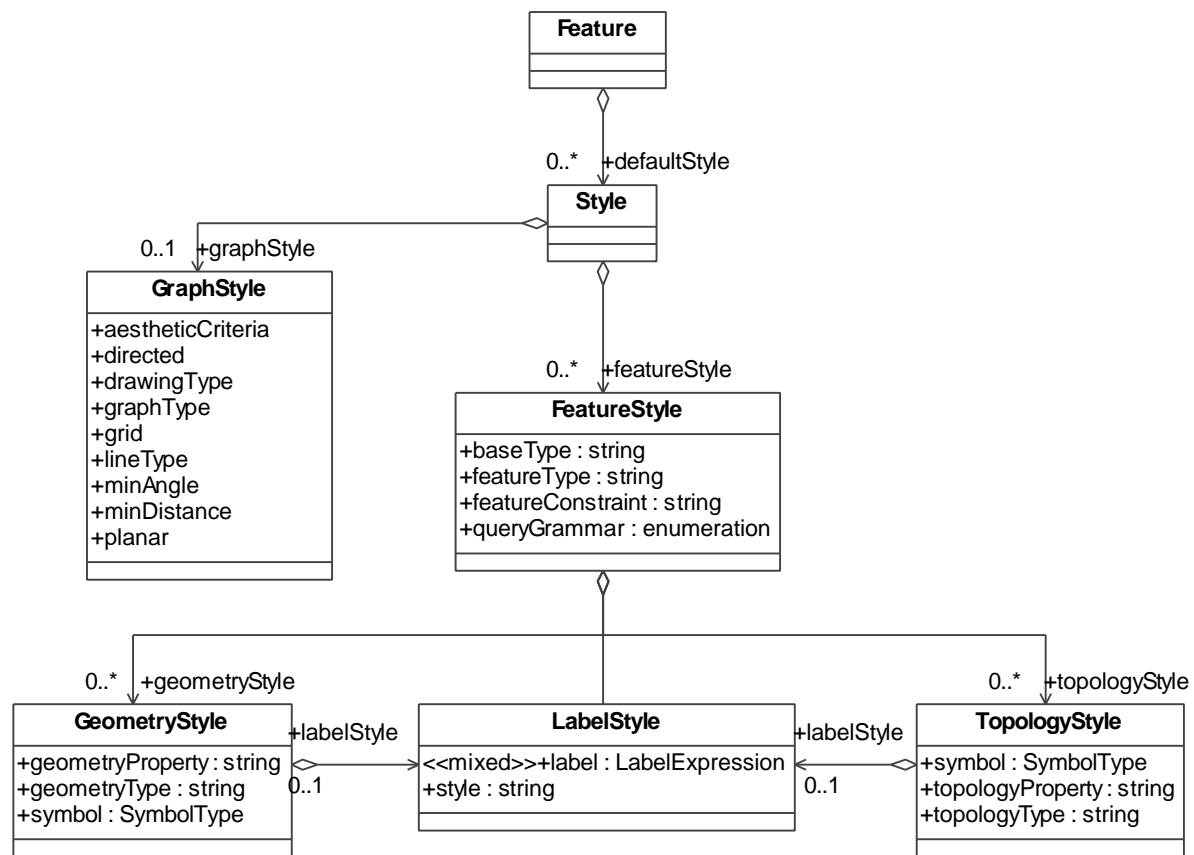 Feature
0..* +defaultStyle
Style
0..1 +graphStyle
GraphStyle
+aestheticCriteria
+directed
+drawingType
+graphType
+grid
+lineType
+minAngle
+minDistance
+planar
0..* +featureStyle
FeatureStyle
+baseType : string
+featureType : string
+featureConstraint : string
+queryGrammar : enumeration
0..* +geometryStyle
0..* +topologyStyle
GeometryStyle
+geometryProperty : string
+geometryType : string
+symbol : SymbolType
+labelStyle
0..1
LabelStyle
<<mixed>>+label : LabelExpression
+style : string
+labelStyle
0..1
TopologyStyle
+symbol : SymbolType
+topologyProperty : string
+topologyType : string